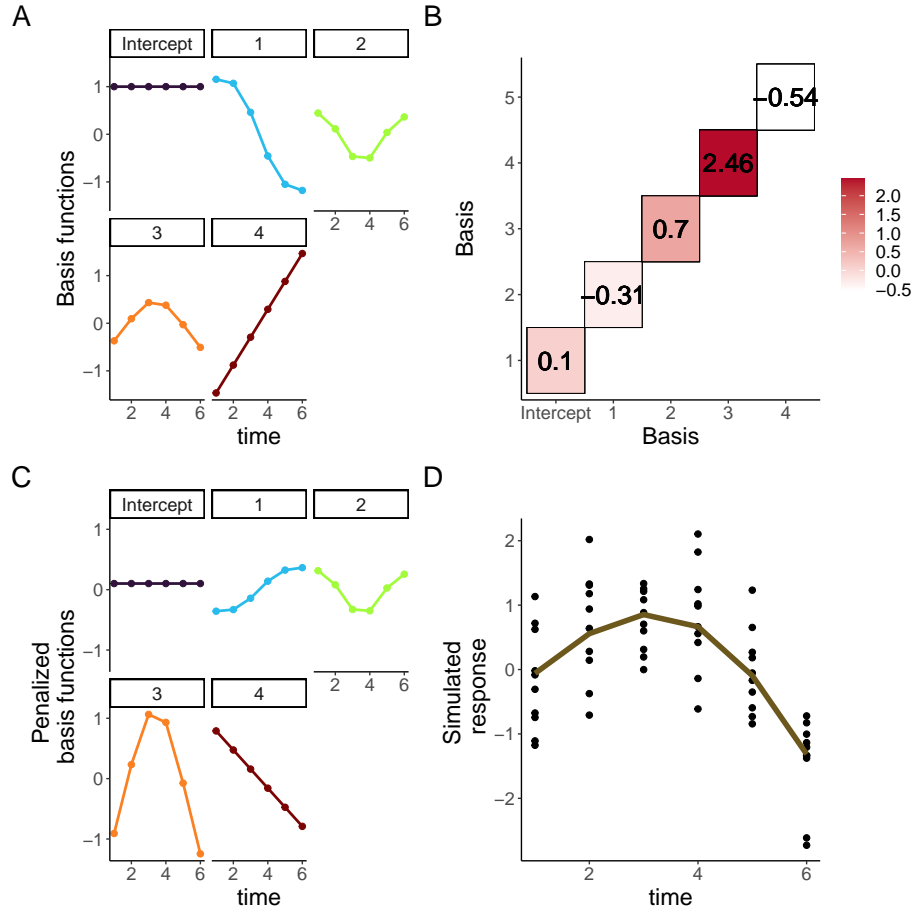 A
Intercept 1 2
1
0
−1
2 4 6
3 4
1
0
−1
2 4 6 2 4 6
time
Basis functions
B
5
4
3
2
1
−0.54
2.46
0.7
−0.31
0.1
Intercept 1 2 3 4
Basis
Basis
2.0
1.5
1.0
0.5
0.0
−0.5
C
Intercept 1 2
1
0
−1
2 4 6
3 4
1
0
−1
2 4 6 2 4 6
time
Penalized
basis functions
D
2
1
0
−1
−2
2 4 6
time
Simulated
response